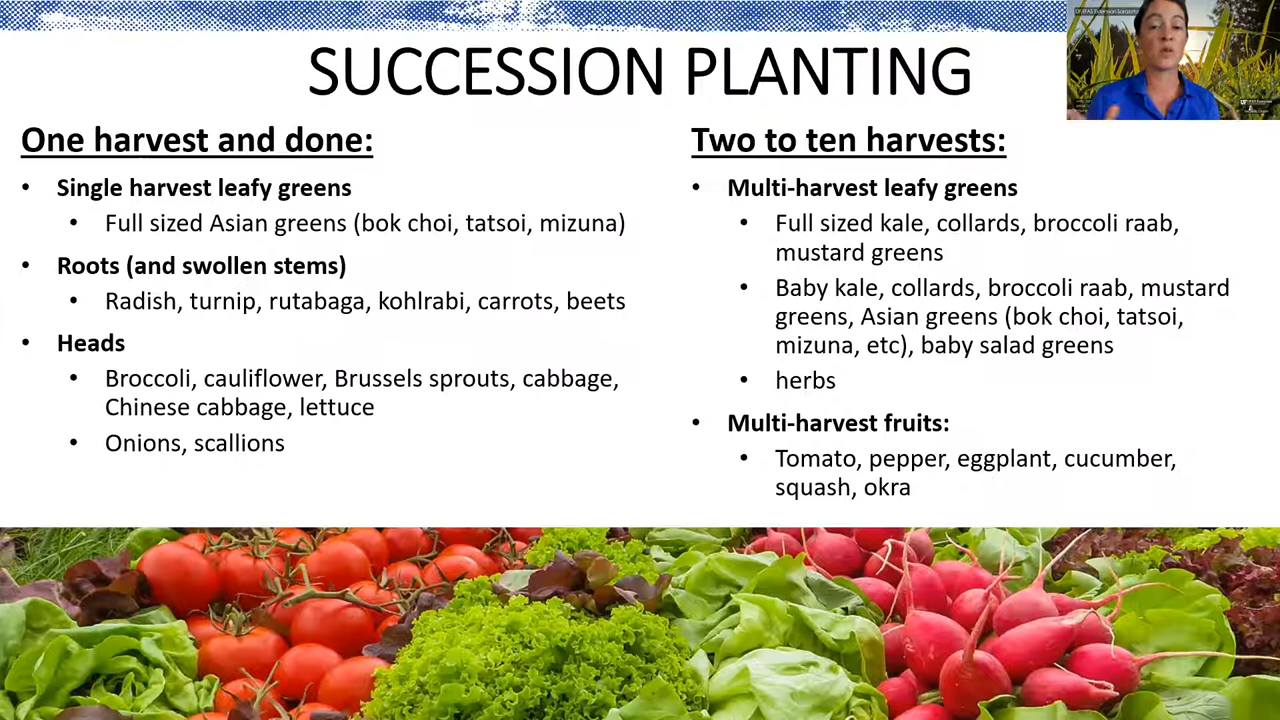 SUCCESSION PLANTING
One harvest and done:
• Single harvest leafy greens
• Full sized Asian greens (bok choi, tatsoi, mizuna)
• Roots (and swollen stems)
• Radish, turnip, rutabaga, kohlrabi, carrots, beets
• Heads
• Broccoli, cauliflower, Brussels sprouts, cabbage,
Chinese cabbage, lettuce
• Onions, scallions
Two to ten harvests:
• Multi-harvest leafy greens
• Full sized kale, collards, broccoli raab,
mustard greens
• Baby kale, collards, broccoli raab, mustard
greens, Asian greens (bok choi, tatsoi,
mizuna, etc), baby salad greens
• herbs
• Multi-harvest fruits:
• Tomato, pepper, eggplant, cucumber,
squash, okra